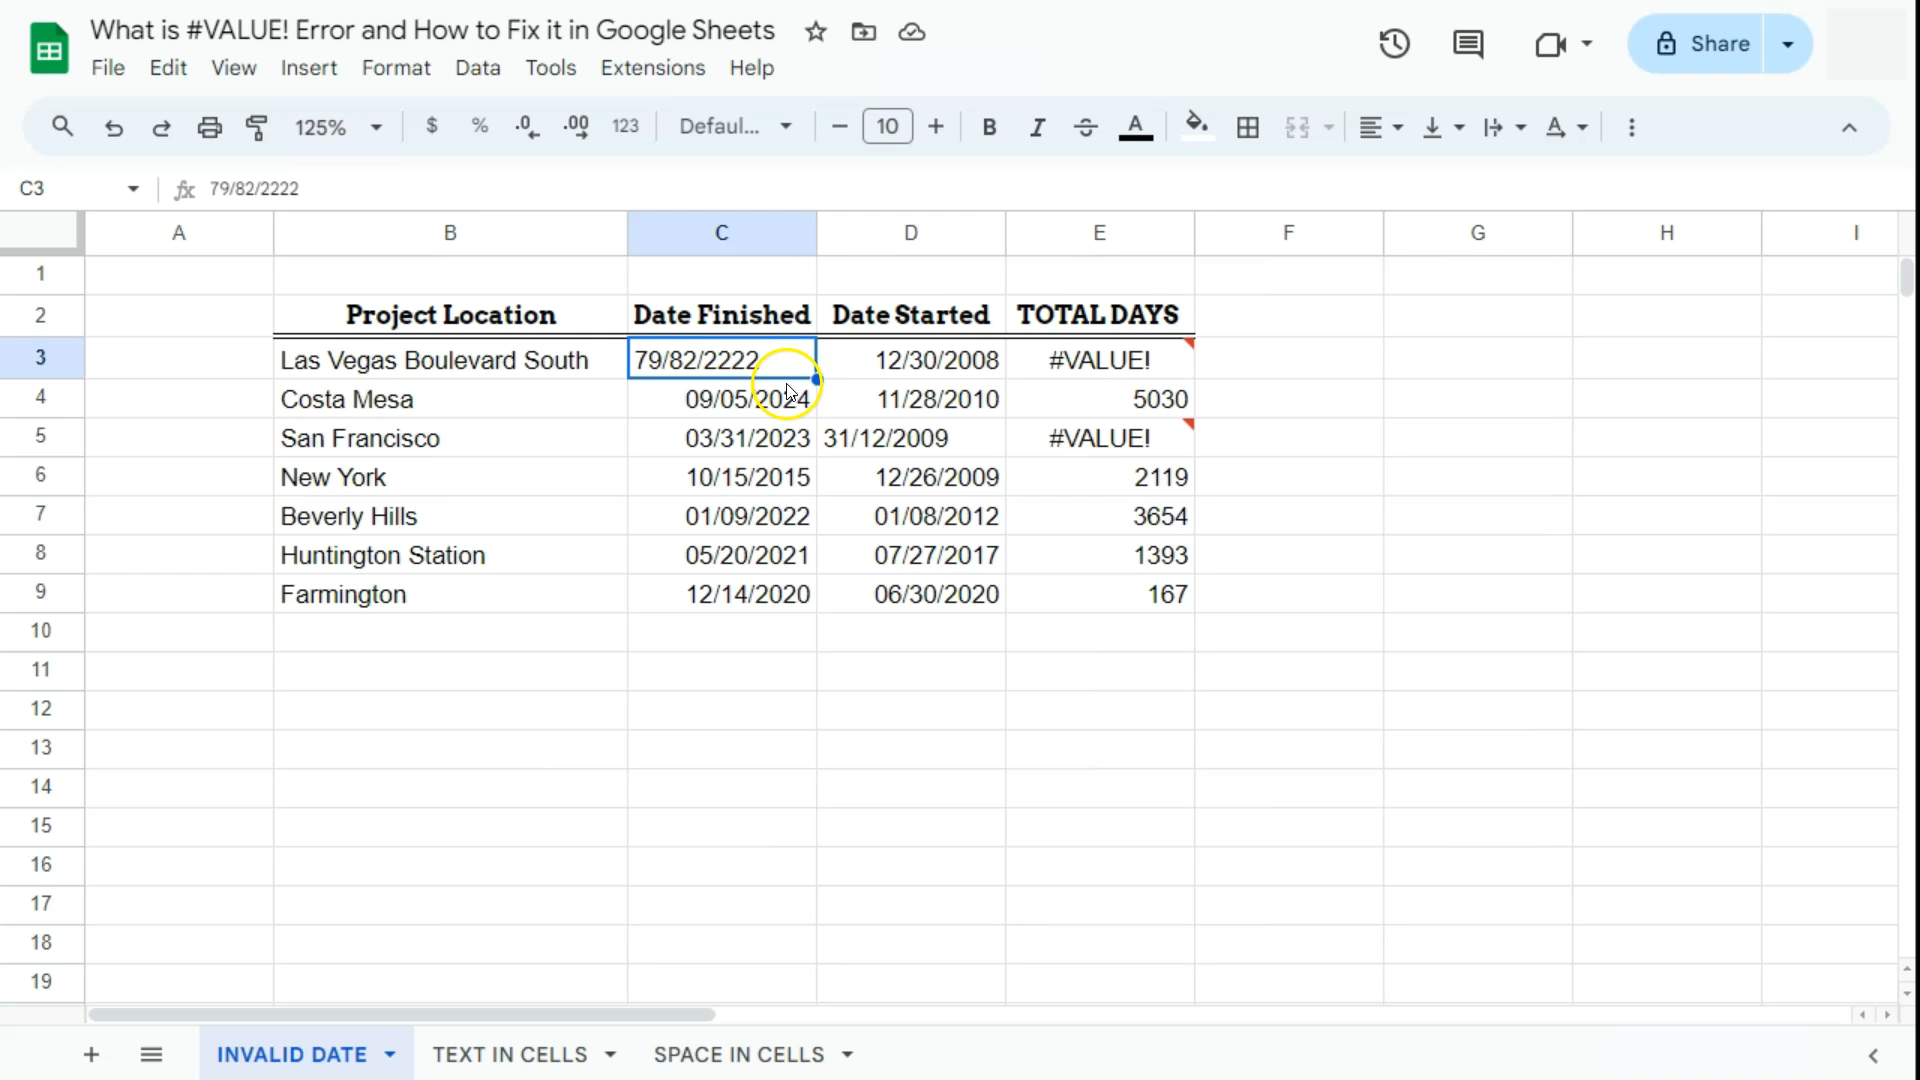 What is #VALUE! Error and How to Fix it in Google Sheets
File Edit View Insert Format Data Tools Extensions Help
Share
125% $ % .0 .00 123 Defaul... 10 B I S A A
C3 fx 79/82/2222
A B C D E F G H I
1
2 Project Location Date Finished Date Started TOTAL DAYS
3 Las Vegas Boulevard South 79/82/2222 12/30/2008 #VALUE!
4 Costa Mesa 09/05/2024 11/28/2010 5030
5 San Francisco 03/31/2023 31/12/2009 #VALUE!
6 New York 10/15/2015 12/26/2009 2119
7 Beverly Hills 01/09/2022 01/08/2012 3654
8 Huntington Station 05/20/2021 07/27/2017 1393
9 Farmington 12/14/2020 06/30/2020 167
10
11
12
13
14
15
16
17
18
19
INVALID DATE TEXT IN CELLS SPACE IN CELLS